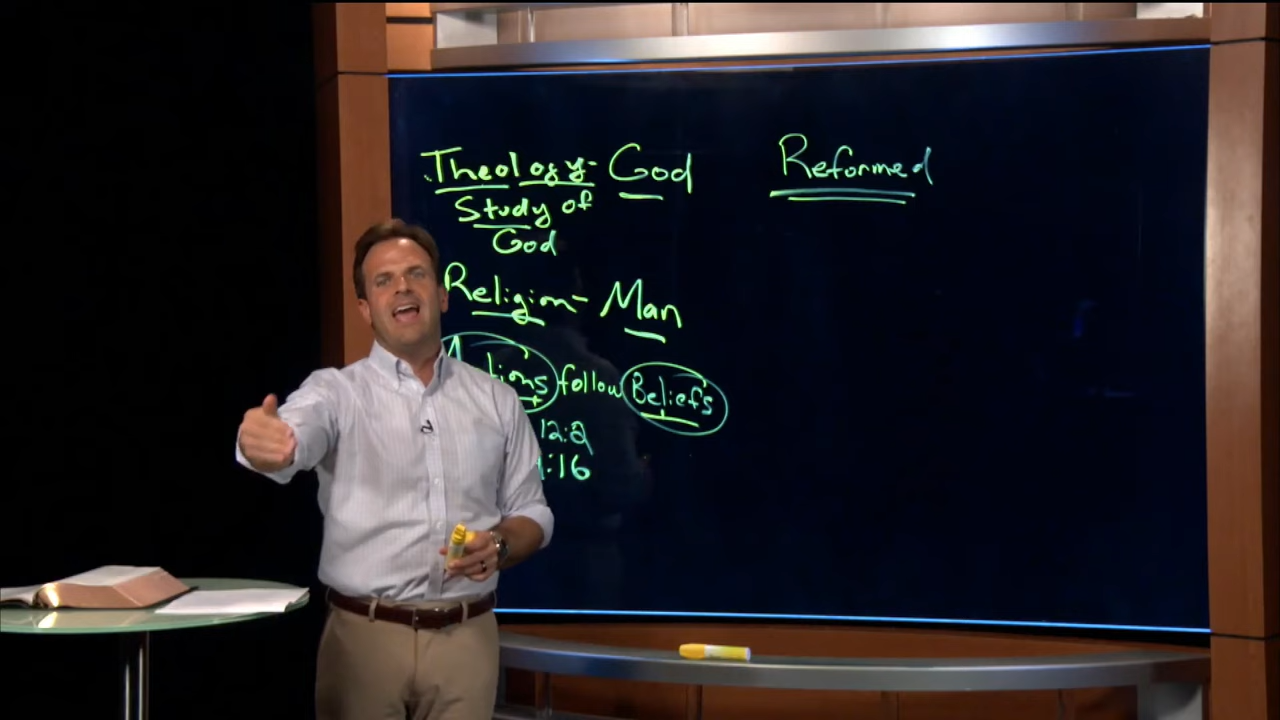 Theology- God
Study of
God
Religion- Man
follow Beliefs
12:2
:16
Reformed